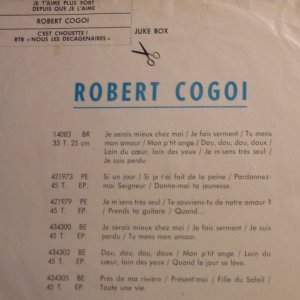 JE T'AIME PLUS FORT
DEPUIS QUE JE L'AIME
ROBERT COGOI
C'EST CHOUETTE !
RTB « NOUS LES DECAGENAIRES »
JUKE BOX
ROBERT COGOI
14083 BR Je serais mieux chez moi / Je fais serment / Tu mens
33 T. 25 cm mon amour / Mon p'tit ange / Dou, dou, dou, doux /
Loin du cœur, loin des yeux / Je m'sens très seul /
Je suis perdu
421973 PE Si un jour / Si je t'ai fait de la peine / Pardonnez-
45 T. EP. moi Seigneur / Donne-moi ta jeunesse.
421979 PE Je m'sens très seul / Te souviens-tu de notre amour ?
45 T. EP. / Prends ta guitare / Quand...
434300 BE Je serais mieux chez moi / Je fais serment / Je suis
45 T. EP. perdu / Tu mens mon amour.
434302 BE Dou, dou, dou, doux / Mon p'tit ange / Loin du
45 T. EP. cœur, loin des yeux / Quand le jour se lève.
434305 BE Près de ma rivière / Présent'moi / Fille du Soleil /
45 T. EP. Toute une vie.